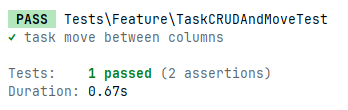 PASS Tests\Feature\TaskCRUDAndMoveTest
✓ task move between columns
Tests: 1 passed (2 assertions)
Duration: 0.67s